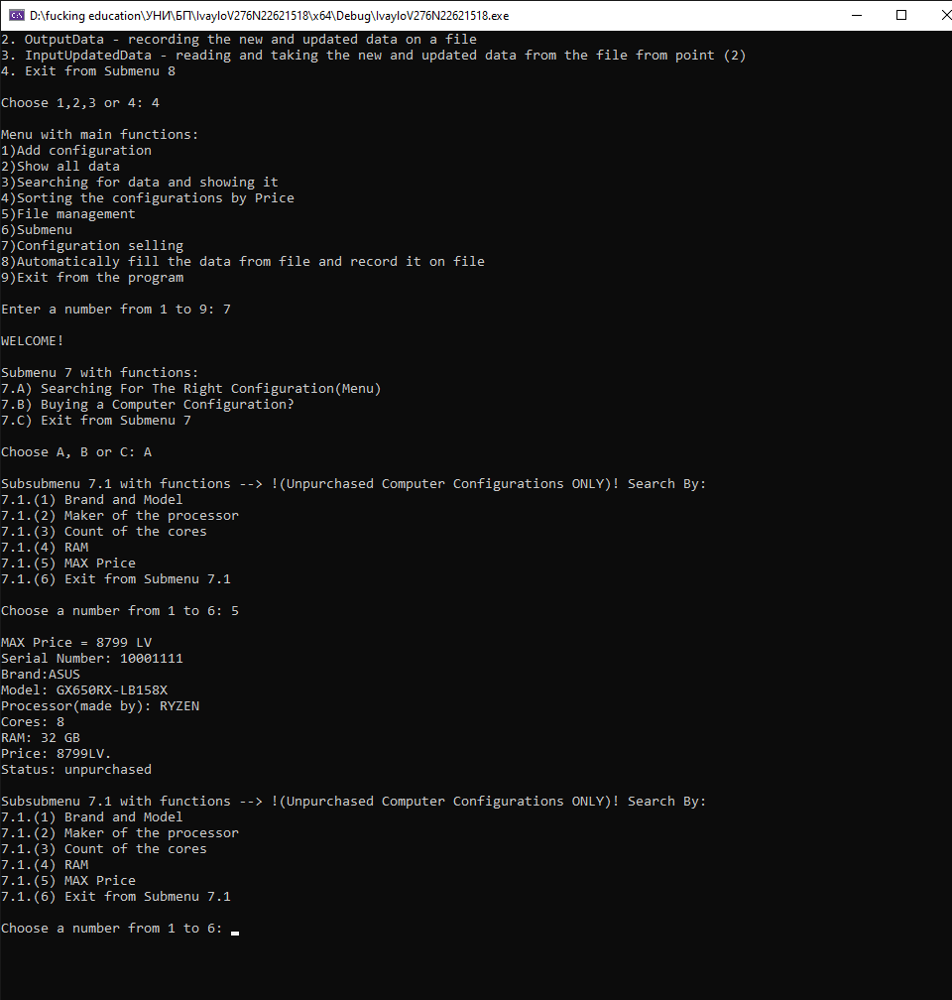 D:\fucking education\УНИ\БП\IvayloV276N22621518\x64\Debug\IvayloV276N22621518.exe
2. OutputData - recording the new and updated data on a file
3. InputUpdatedData - reading and taking the new and updated data from the file from point (2)
4. Exit from Submenu 8

Choose 1,2,3 or 4: 4

Menu with main functions:
1)Add configuration
2)Show all data
3)Searching for data and showing it
4)Sorting the configurations by Price
5)File management
6)Submenu
7)Configuration selling
8)Automatically fill the data from file and record it on file
9)Exit from the program

Enter a number from 1 to 9: 7

WELCOME!

Submenu 7 with functions:
7.A) Searching For The Right Configuration(Menu)
7.B) Buying a Computer Configuration?
7.C) Exit from Submenu 7

Choose A, B or C: A

Subsubmenu 7.1 with functions --> !(Unpurchased Computer Configurations ONLY)! Search By:
7.1.(1) Brand and Model
7.1.(2) Maker of the processor
7.1.(3) Count of the cores
7.1.(4) RAM
7.1.(5) MAX Price
7.1.(6) Exit from Submenu 7.1

Choose a number from 1 to 6: 5

MAX Price = 8799 LV
Serial Number: 10001111
Brand:ASUS
Model: GX650RX-LB158X
Processor(made by): RYZEN
Cores: 8
RAM: 32 GB
Price: 8799LV.
Status: unpurchased

Subsubmenu 7.1 with functions --> !(Unpurchased Computer Configurations ONLY)! Search By:
7.1.(1) Brand and Model
7.1.(2) Maker of the processor
7.1.(3) Count of the cores
7.1.(4) RAM
7.1.(5) MAX Price
7.1.(6) Exit from Submenu 7.1

Choose a number from 1 to 6: